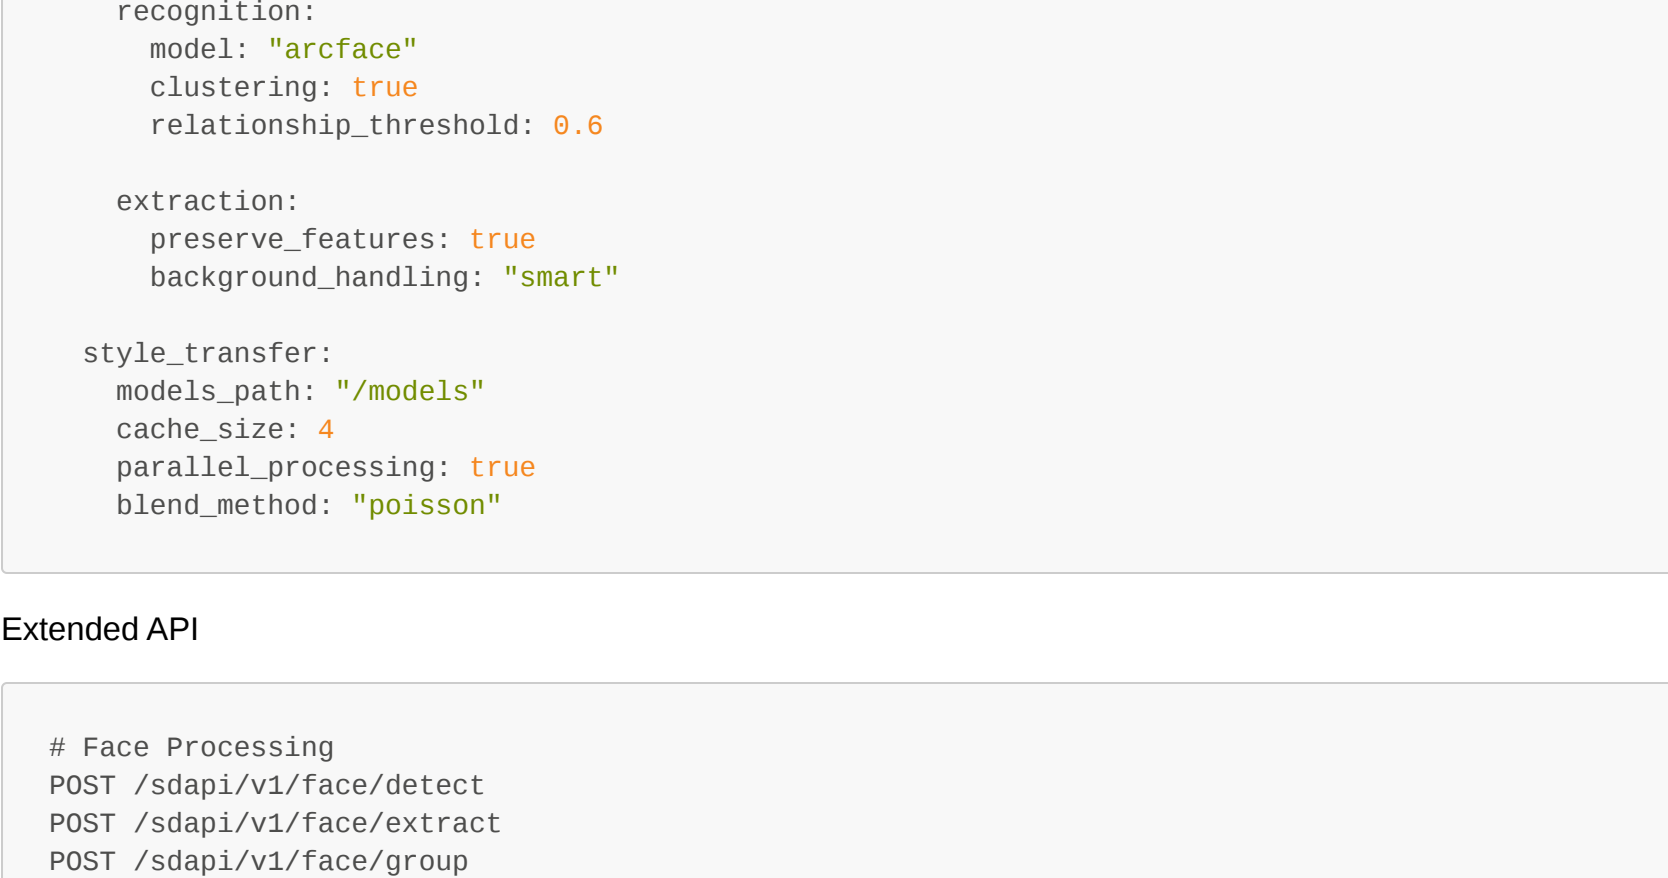 recognition:
model: "arcface"
clustering: true
relationship_threshold: 0.6
extraction:
preserve_features: true
background_handling: "smart"
style_transfer:
models_path: "/models"
cache_size: 4
parallel_processing: true
blend_method: "poisson"
Extended API
# Face Processing
POST /sdapi/v1/face/detect
POST /sdapi/v1/face/extract
POST /sdapi/v1/face/group